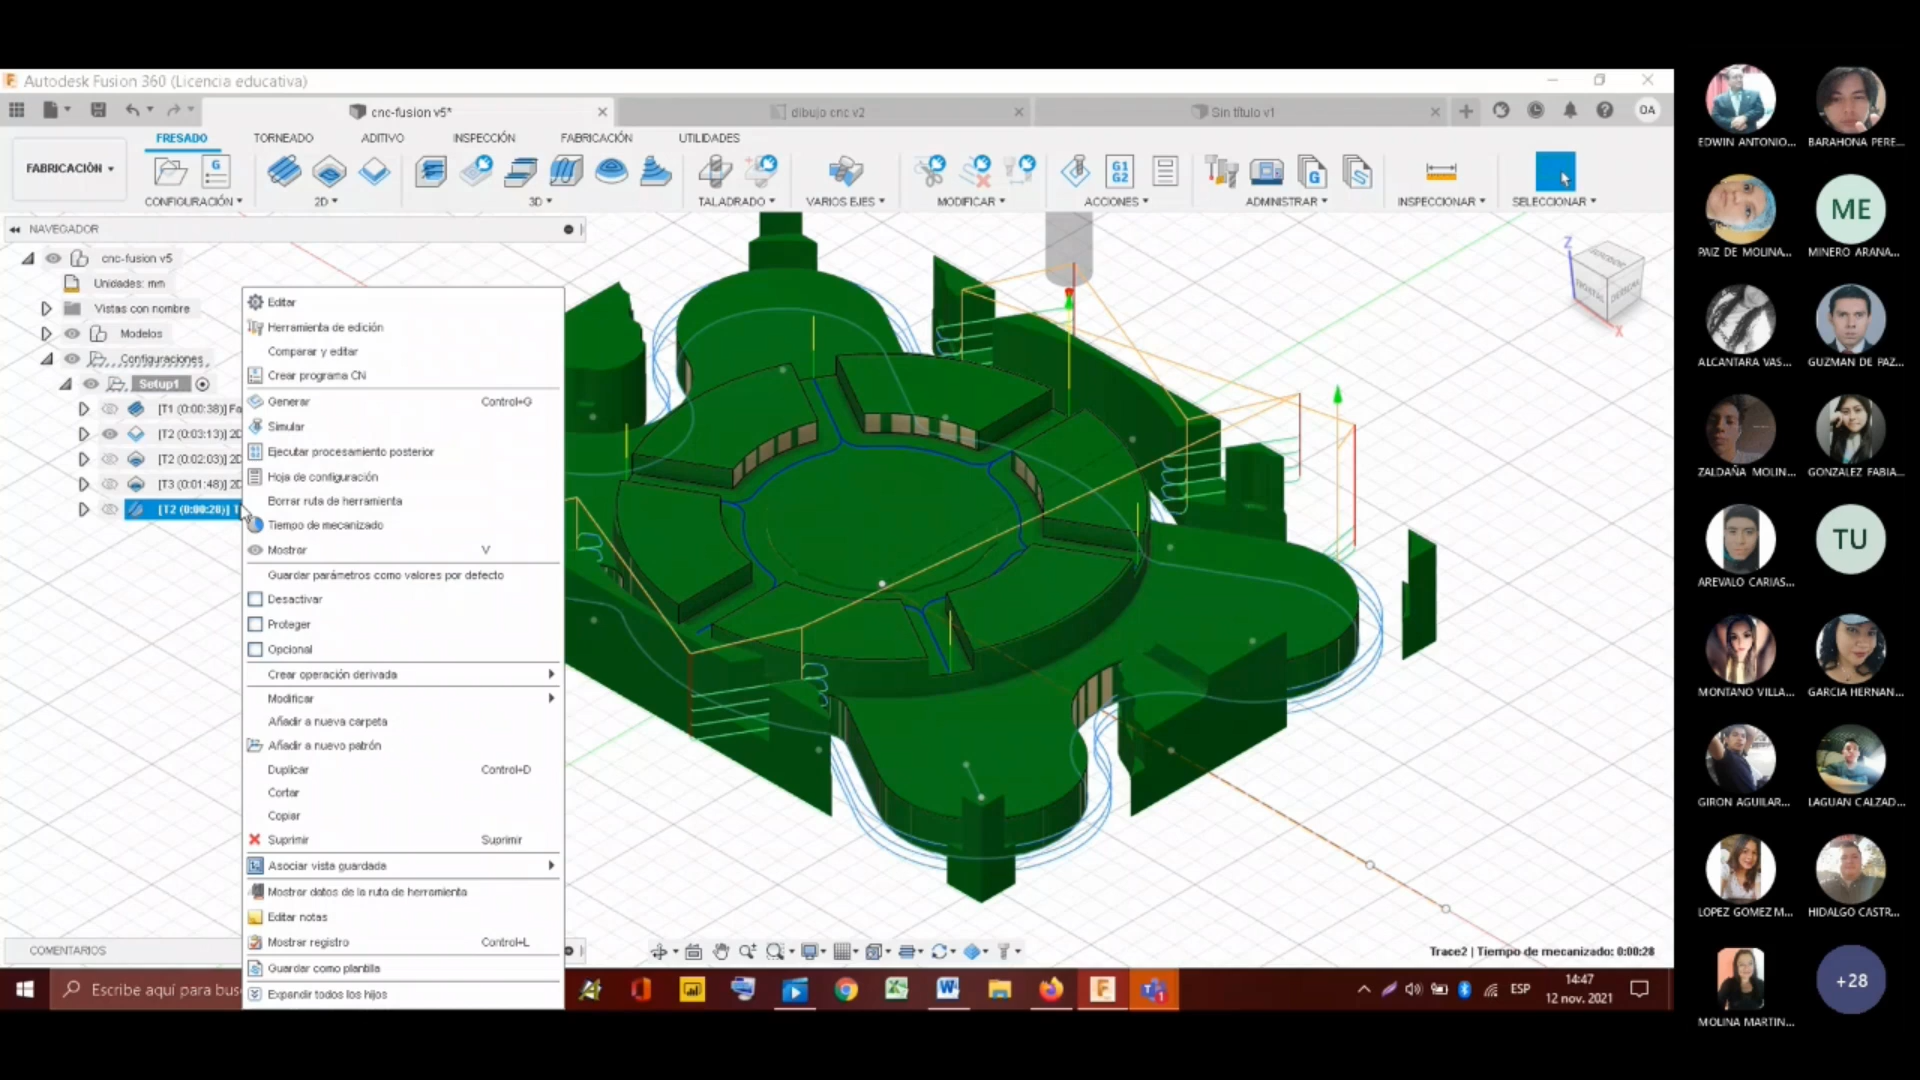 Autodesk Fusion 360 (Licencia educativa)
cnc-fusion v5*
dibujo cnc v2
Sin título v1
OA
FRESADO
TORNEADO
ADITIVO
INSPECCIÓN
FABRICACIÓN
UTILIDADES
FABRICACIÓN
CONFIGURACIÓN
2D
3D
TALADRADO
VARIOS EJES
MODIFICAR
G1
G2
ACCIONES
ADMINISTRAR
INSPECCIONAR
SELECCIONAR
NAVEGADOR
cnc-fusion v5
Unidades: mm
Vistas con nombre
Modelos
Configuraciones
Setup1
[T1 (0:00:38)] Fa
[T2 (0:03:13)] 2D
[T2 (0:02:03)] 2D
[T3 (0:01:48)] 2D
[T2 (0:00:28)] T
Editar
Herramienta de edición
Comparar y editar
Crear programa CN
Generar Control+G
Simular
Ejecutar procesamiento posterior
Hoja de configuración
Borrar ruta de herramienta
Tiempo de mecanizado
Mostrar V
Guardar parámetros como valores por defecto
Desactivar
Proteger
Opcional
Crear operación derivada
Modificar
Añadir a nueva carpeta
Añadir a nuevo patrón
Duplicar Control+D
Cortar
Copiar
Suprimir Suprimir
Asociar vista guardada
Mostrar datos de la ruta de herramienta
Editar notas
Mostrar registro Control+L
Guardar como plantilla
Expandir todos los hijos
Z
X
COMENTARIOS
Trace2 | Tiempo de mecanizado: 0:00:28
Escribe aquí para bus
ESP
14:47
12 nov. 2021
EDWIN ANTONIO...
BARAHONA PERE...
PAIZ DE MOLINA...
ME
MINERO ARANA...
ALCANTARA VAS...
GUZMAN DE PAZ...
ZALDAÑA MOLIN...
GONZALEZ FABIA...
AREVALO CARIAS...
TU
MONTANO VILLA...
GARCIA HERNAN...
GIRON AGUILAR...
LAGUAN CALZAD...
LOPEZ GOMEZ M...
HIDALGO CASTR...
MOLINA MARTIN...
+28